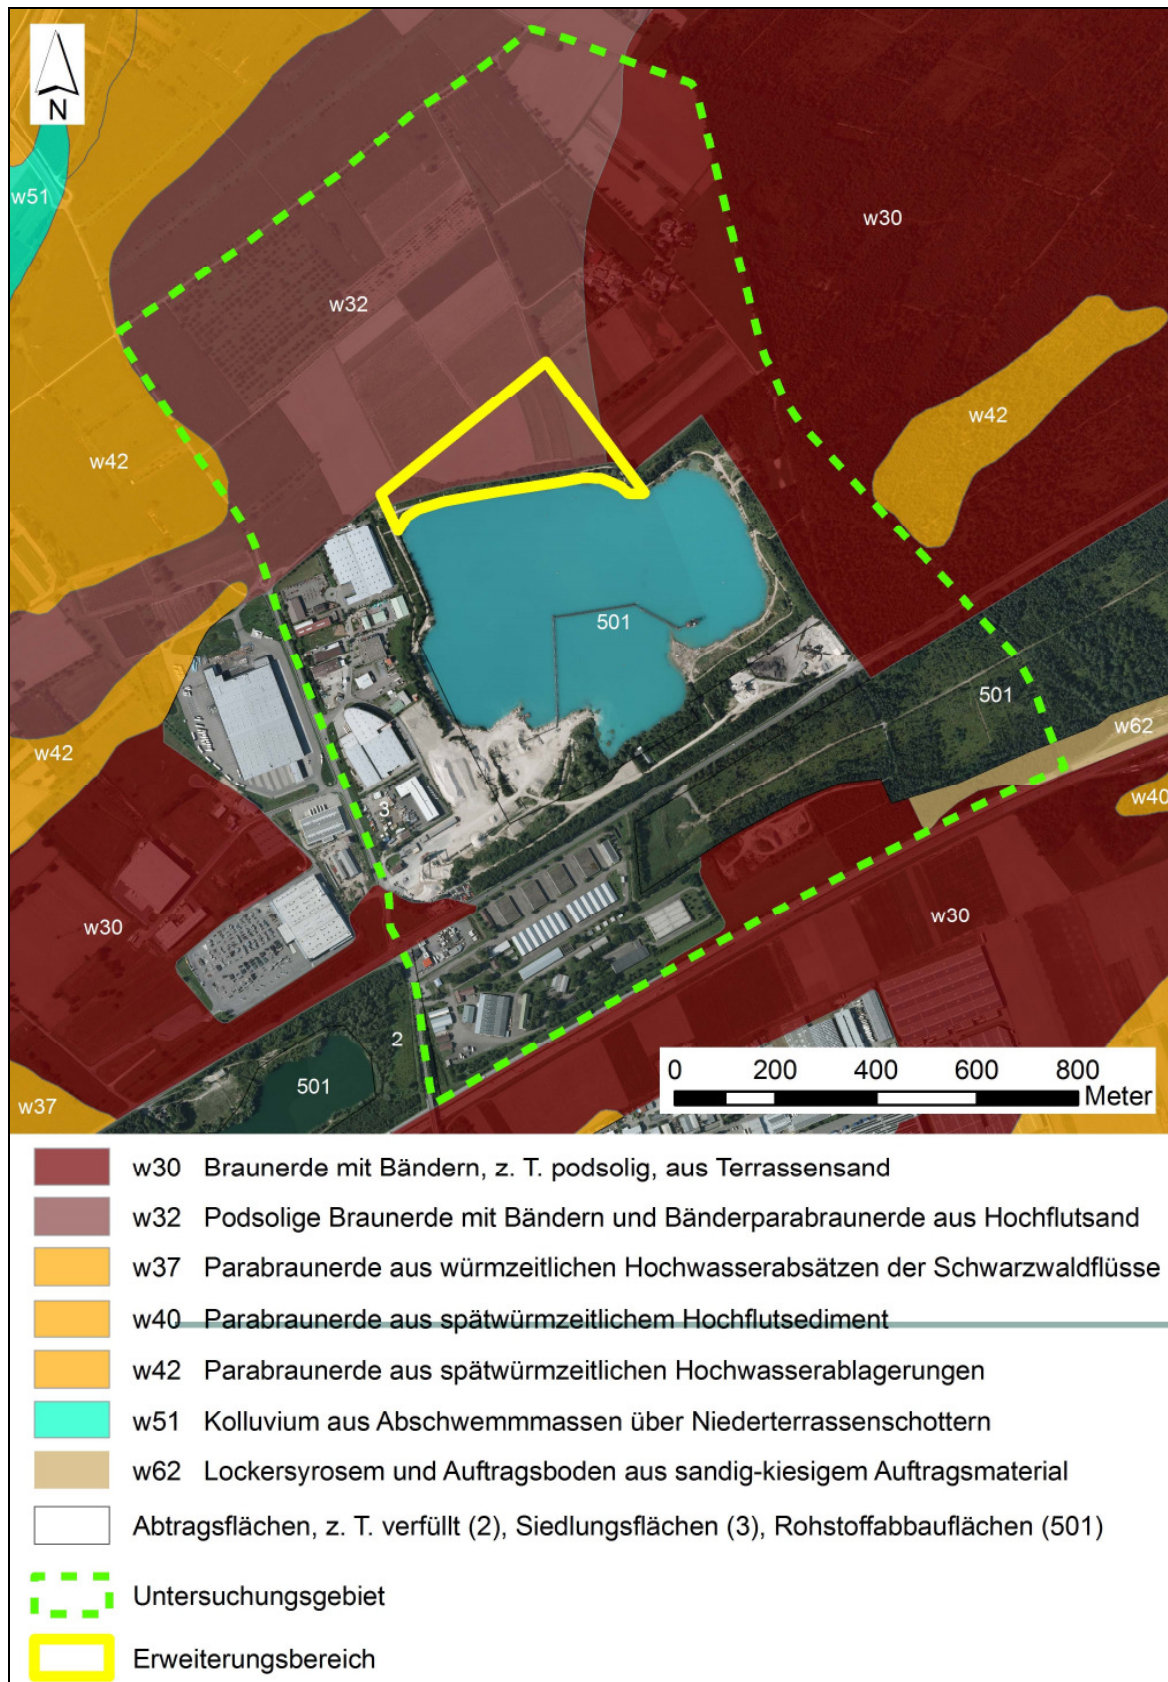 N
w51
w30
w32
w42
w42
501
501
w62
w42
w40
3
w30
w30
2
501
w37
0 200 400 600 800
Meter
w30 Braunerde mit Bändern, z. T. podsolig, aus Terrassensand
w32 Podsolige Braunerde mit Bändern und Bänderparabraunerde aus Hochflutsand
w37 Parabraunerde aus würmzeitlichen Hochwasserabsätzen der Schwarzwaldflüsse
w40 Parabraunerde aus spätwürmzeitlichem Hochflutsediment
w42 Parabraunerde aus spätwürmzeitlichen Hochwasserablagerungen
w51 Kolluvium aus Abschwemmmassen über Niederterrassenschottern
w62 Lockersyrosem und Auftragsboden aus sandig-kiesigem Auftragsmaterial
Abtragsflächen, z. T. verfüllt (2), Siedlungsflächen (3), Rohstoffabbauflächen (501)
Untersuchungsgebiet
Erweiterungsbereich